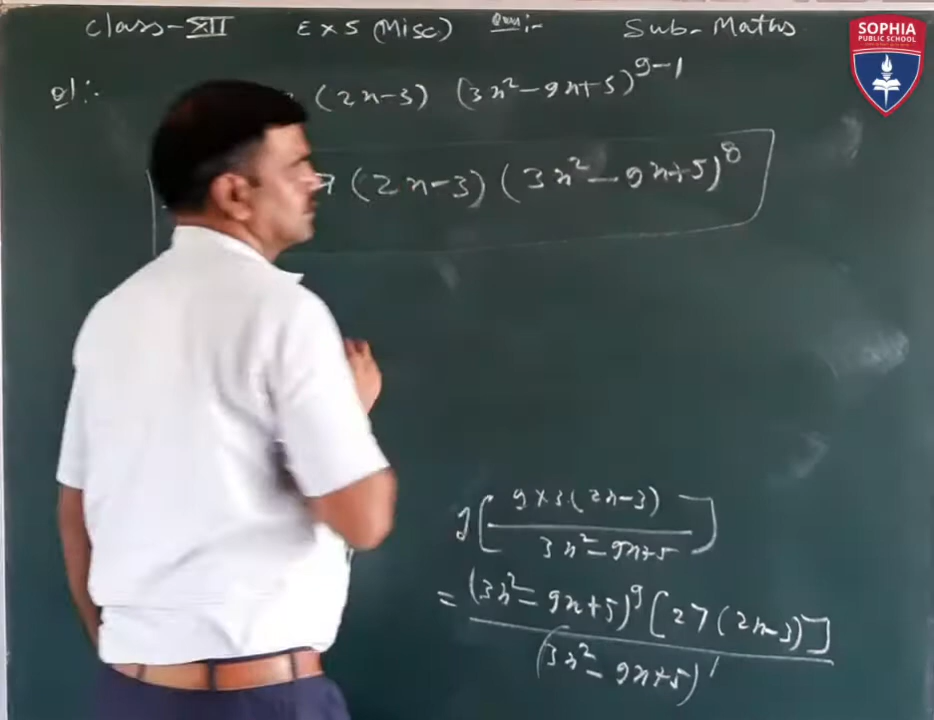 Class-XII Ex 5 (Misc) Sub- Maths
SOPHIA
PUBLIC SCHOOL
Q1:- (2x-3) (3x²-9x+5)⁹⁻¹
7 (2x-3) (3x²-9x+5)⁸
y[9×3(2x-3)/3x²-9x+5]
= (3x²-9x+5)⁹ [27(2x-3)]
(3x²-9x+5)¹